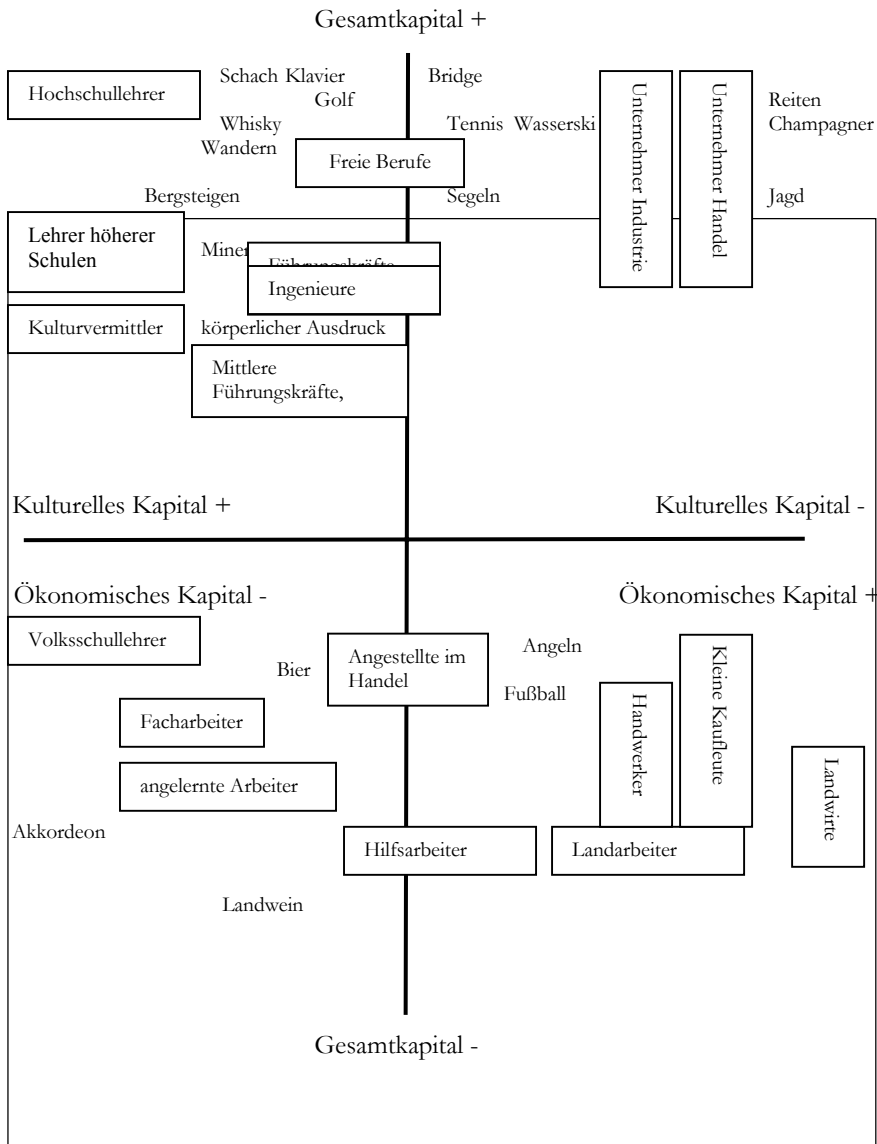 Gesamtkapital +
Schach Klavier
Bridge
Hochschullehrer
Golf
Reiten
Whisky
Tennis Wasserski
Champagner
Wandern
Freie Berufe
Unternehmer Industrie
Unternehmer Handel
Bergsteigen
Segeln
Jagd
Lehrer höherer
Schulen
Führungskräfte
Ingenieure
Kulturvermittler
körperlicher Ausdruck
Mittlere
Führungskräfte,
Kulturelles Kapital +
Kulturelles Kapital -
Ökonomisches Kapital -
Ökonomisches Kapital +
Volksschullehrer
Bier
Angestellte im
Handel
Angeln
Fußball
Kleine Kaufleute
Facharbeiter
Handwerker
angelernte Arbeiter
Landwirte
Akkordeon
Hilfsarbeiter
Landarbeiter
Landwein
Gesamtkapital -